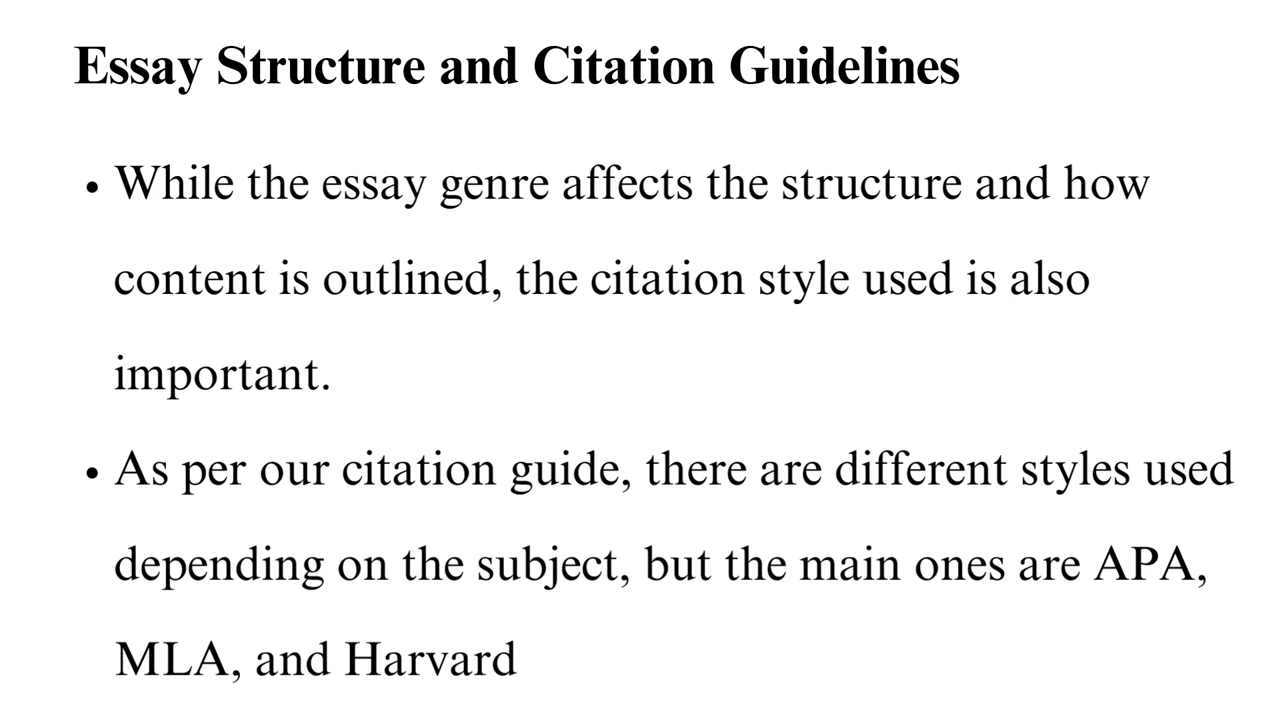 Essay Structure and Citation Guidelines
• While the essay genre affects the structure and how
content is outlined, the citation style used is also
important.
• As per our citation guide, there are different styles used
depending on the subject, but the main ones are APA,
MLA, and Harvard